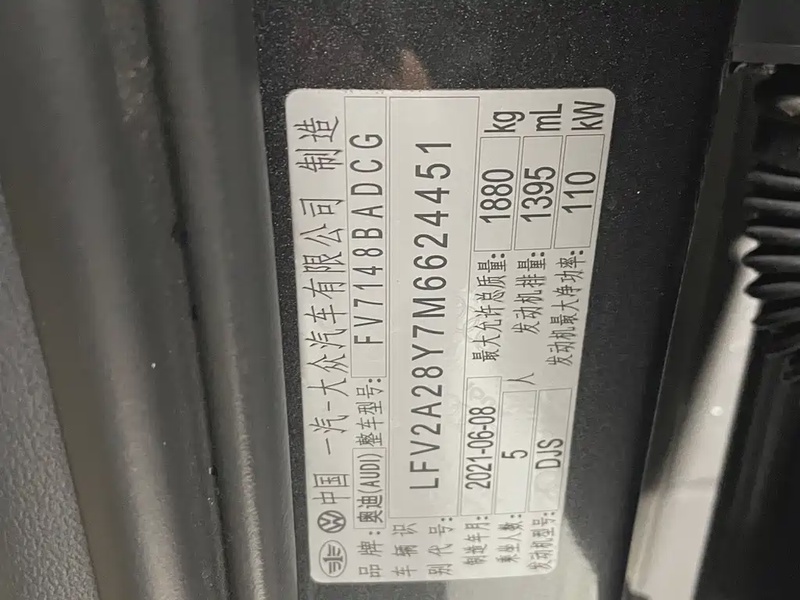 中国 一汽-大众汽车有限公司 制造
品牌: 奥迪(AUDI) 整车型号: FV7148BADCG
车辆识别代号: LFV2A28Y7M6624451
制造年月: 2021-06-08 最大允许总质量: 1880 kg
乘坐人数: 5 人 发动机排量: 1395 mL
发动机型号: DJS 发动机最大净功率: 110 kW